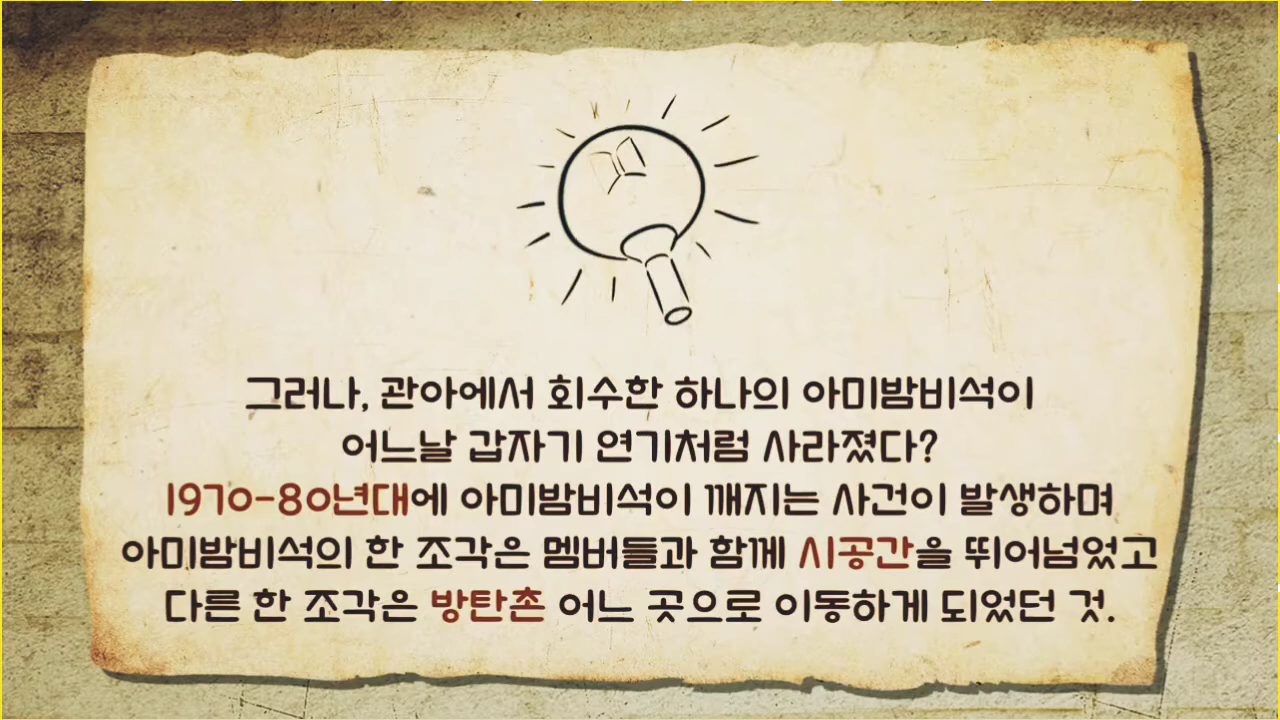 그러나, 관아에서 회수한 하나의 아미밤비석이
어느날 갑자기 연기처럼 사라졌다?
1970-80년대에 아미밤비석이 깨지는 사건이 발생하며
아미밤비석의 한 조각은 멤버들과 함께 시공간을 뛰어넘었고
다른 한 조각은 방탄촌 어느 곳으로 이동하게 되었던 것.